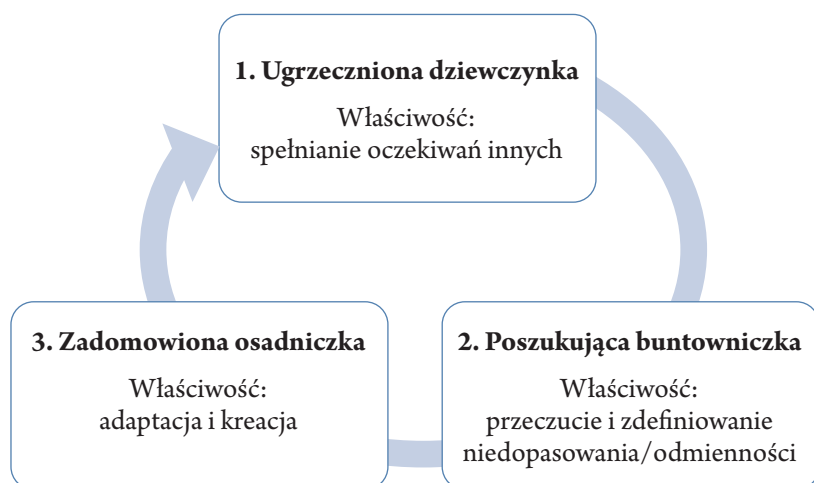 1. Ugrzeczniona dziewczynka
Właściwość:
spełnianie oczekiwań innych
3. Zadomowiona osadniczka
Właściwość:
adaptacja i kreacja
2. Poszukująca buntowniczka
Właściwość:
przeczucie i zdefiniowanie
niedopasowania/odmienności